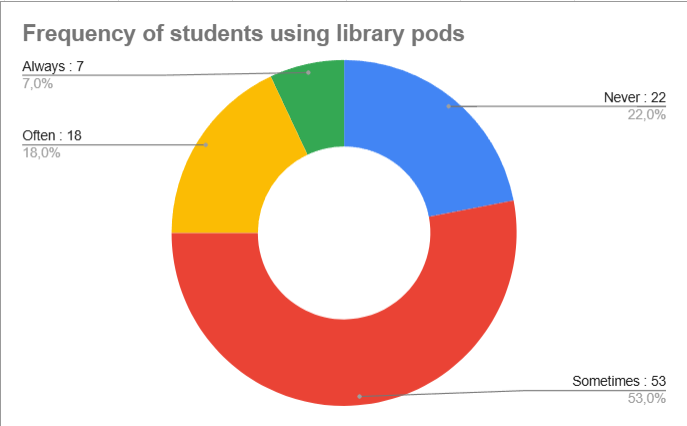 Frequency of students using library pods
Always : 7
7,0%
Never : 22
22,0%
Often : 18
18,0%
Sometimes : 53
53,0%